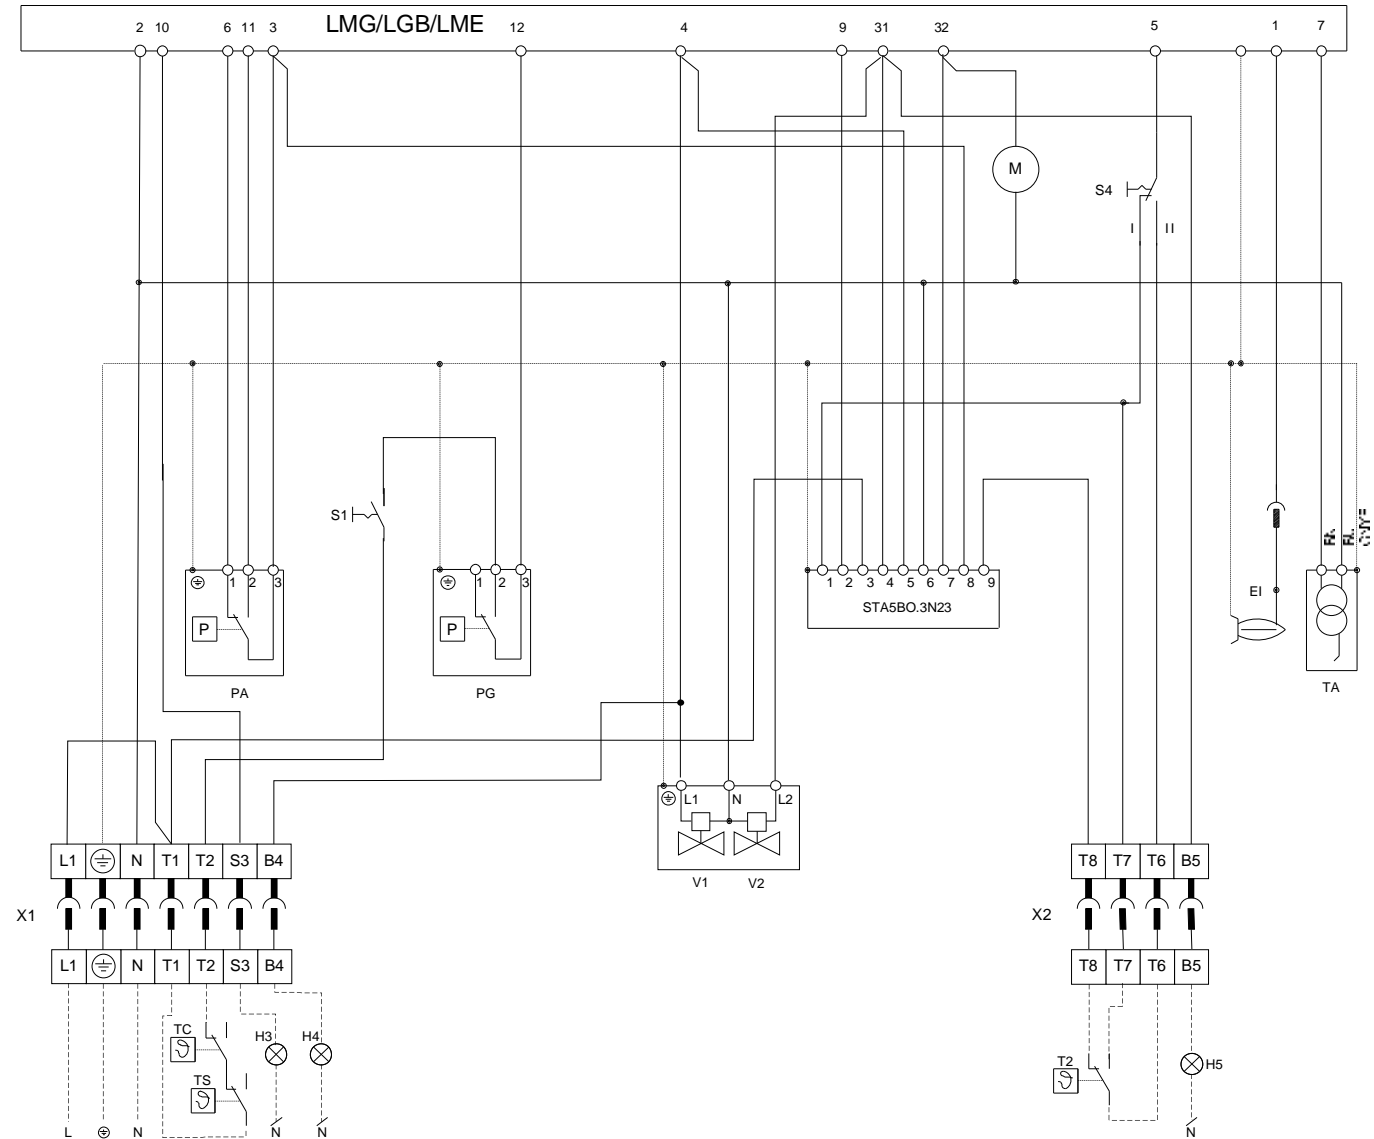 LMG/LGB/LME
2 10 6 11 3 12 4 9 31 32 5 1 7
M
S4
I II
S1
1 2 3
1 2 3
1 2 3 4 5 6 7 8 9
STA5BO.3N23
EI
P
P
PA
PG
TA
L1 N L2
V1 V2
L1 N T1 T2 S3 B4
T8 T7 T6 B5
X1
X2
L1 N T1 T2 S3 B4
T8 T7 T6 B5
TC
H3 H4
T2
H5
TS
L N N N
N